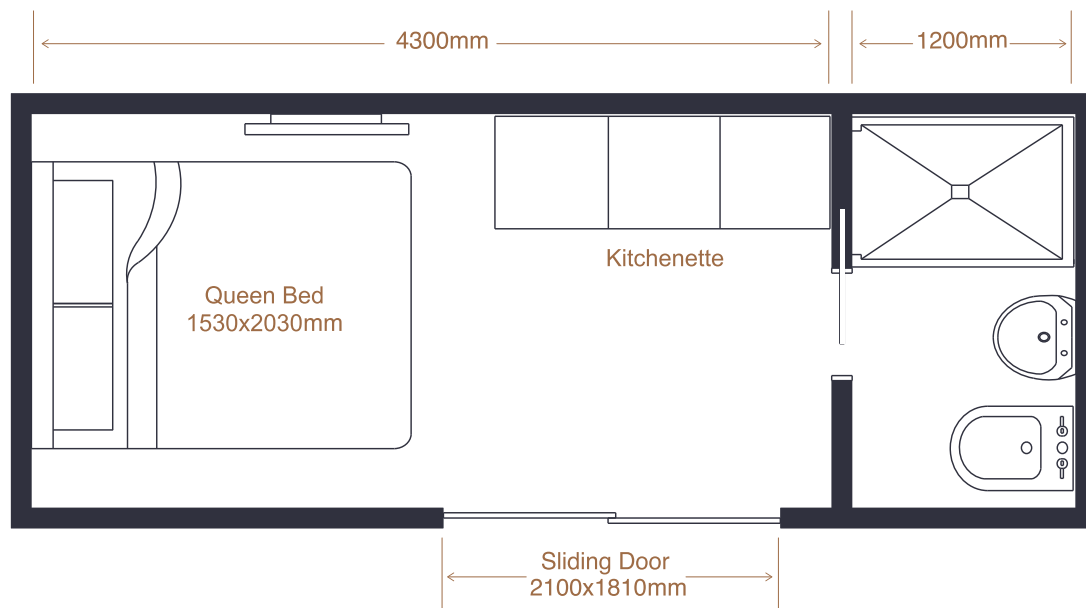 4300mm
1200mm
Kitchenette
Queen Bed
1530x2030mm
Sliding Door
2100x1810mm